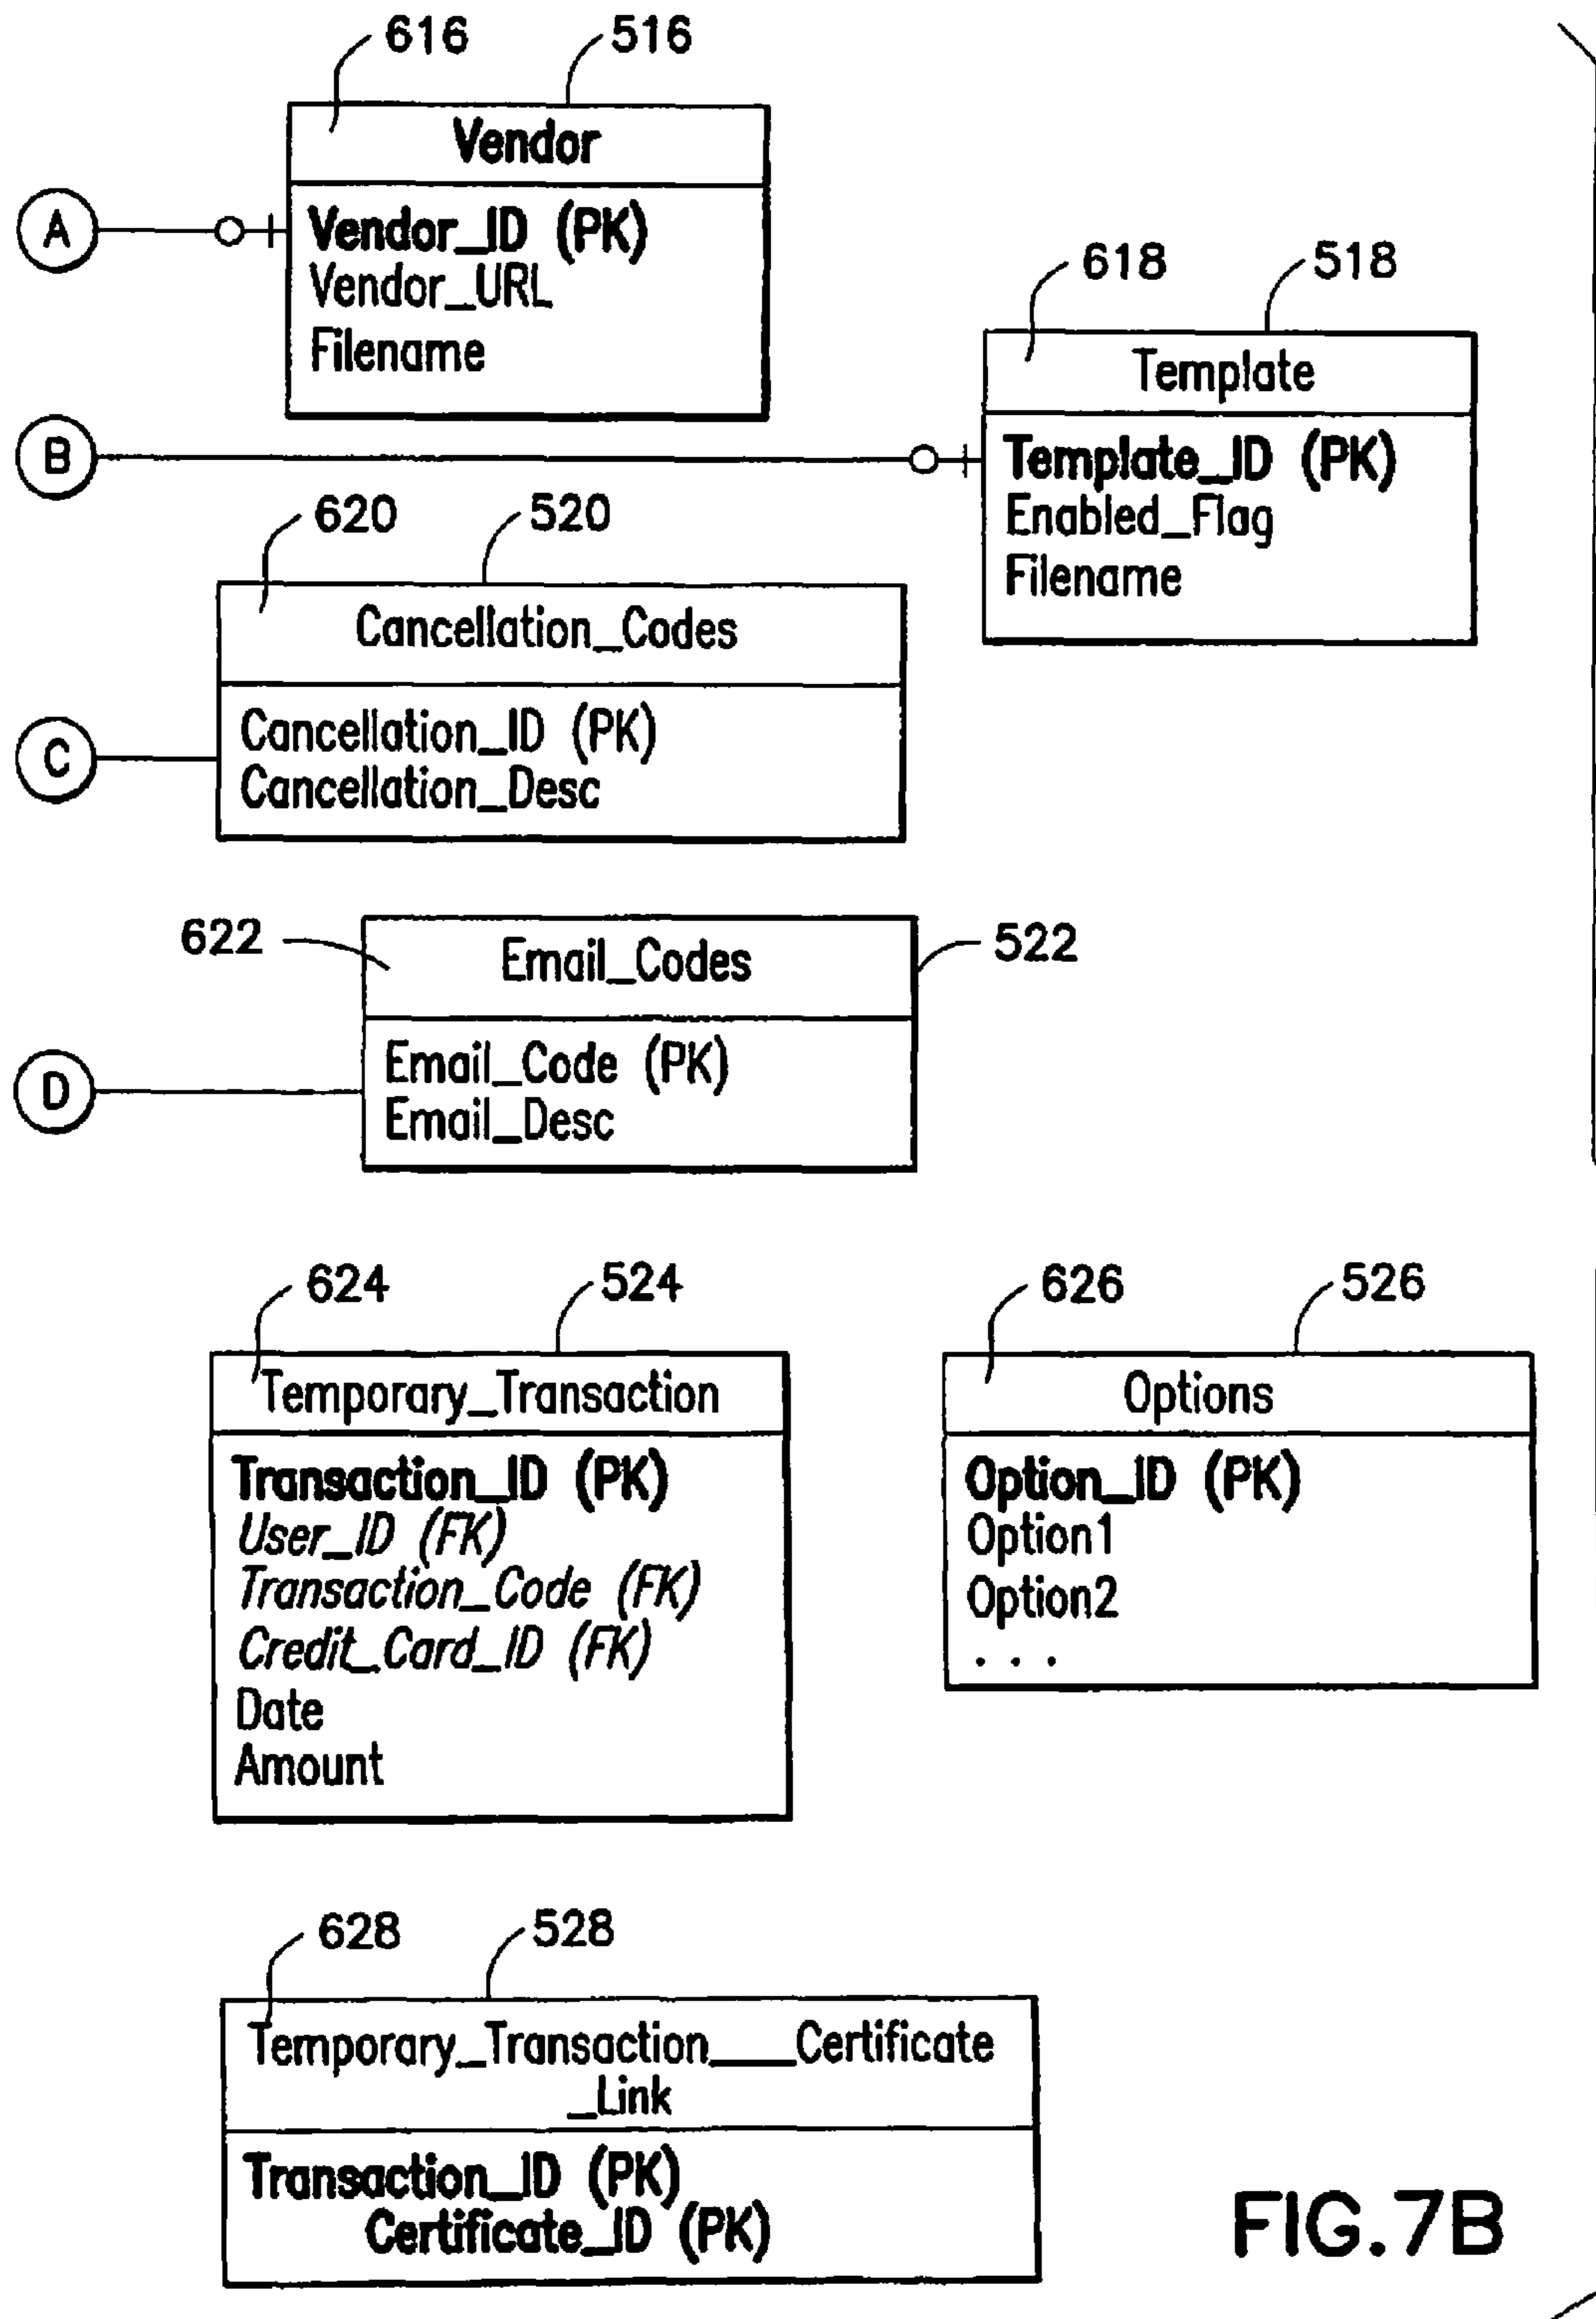 616 516
Vendor
A
Vendor_ID (PK)
Vendor_URL
Filename
618 518
Template
B
Template_ID (PK)
Enabled_Flag
Filename
620 520
Cancellation_Codes
C
Cancellation_ID (PK)
Cancellation_Desc
622 522
Email_Codes
D
Email_Code (PK)
Email_Desc
624 524
Temporary_Transaction
Transaction_ID (PK)
User_ID (FK)
Transaction_Code (FK)
Credit_Card_ID (FK)
Date
Amount
626 526
Options
Option_ID (PK)
Option1
Option2
. . .
628 528
Temporary_Transaction___Certificate
_Link
Transaction_ID (PK)
Certificate_ID (PK)
FIG.7B